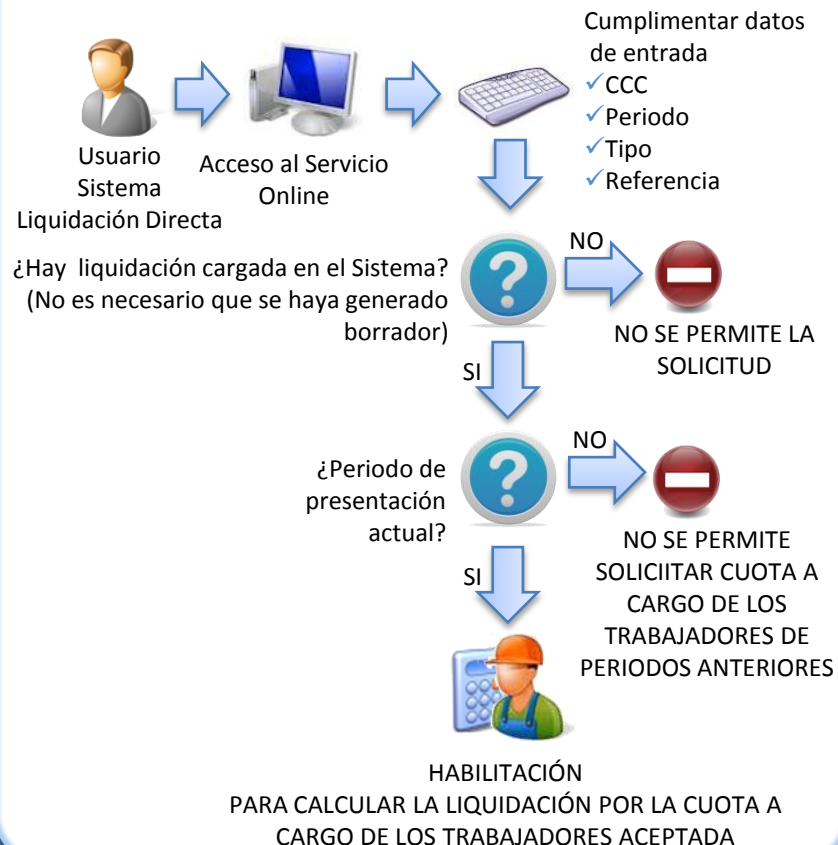 Usuario
Sistema
Liquidación Directa
Acceso al Servicio
Online
Cumplimentar datos
de entrada
✓CCC
✓Periodo
✓Tipo
✓Referencia
¿Hay liquidación cargada en el Sistema?
(No es necesario que se haya generado
borrador)
NO
NO SE PERMITE LA
SOLICITUD
SI
¿Periodo de
presentación
actual?
NO
NO SE PERMITE
SOLICIITAR CUOTA A
CARGO DE LOS
TRABAJADORES DE
PERIODOS ANTERIORES
SI
HABILITACIÓN
PARA CALCULAR LA LIQUIDACIÓN POR LA CUOTA A
CARGO DE LOS TRABAJADORES ACEPTADA